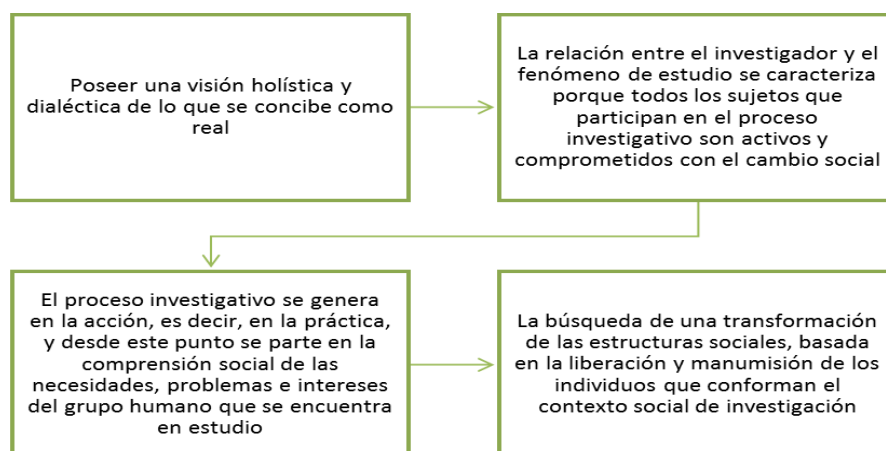 Poseer una visión holística y
dialéctica de lo que se concibe como
real
La relación entre el investigador y el
fenómeno de estudio se caracteriza
porque todos los sujetos que
participan en el proceso
investigativo son activos y
comprometidos con el cambio social
El proceso investigativo se genera
en la acción, es decir, en la práctica,
y desde este punto se parte en la
comprensión social de las
necesidades, problemas e intereses
del grupo humano que se encuentra
en estudio
La búsqueda de una transformación
de las estructuras sociales, basada
en la liberación y manumisión de los
individuos que conforman el
contexto social de investigación